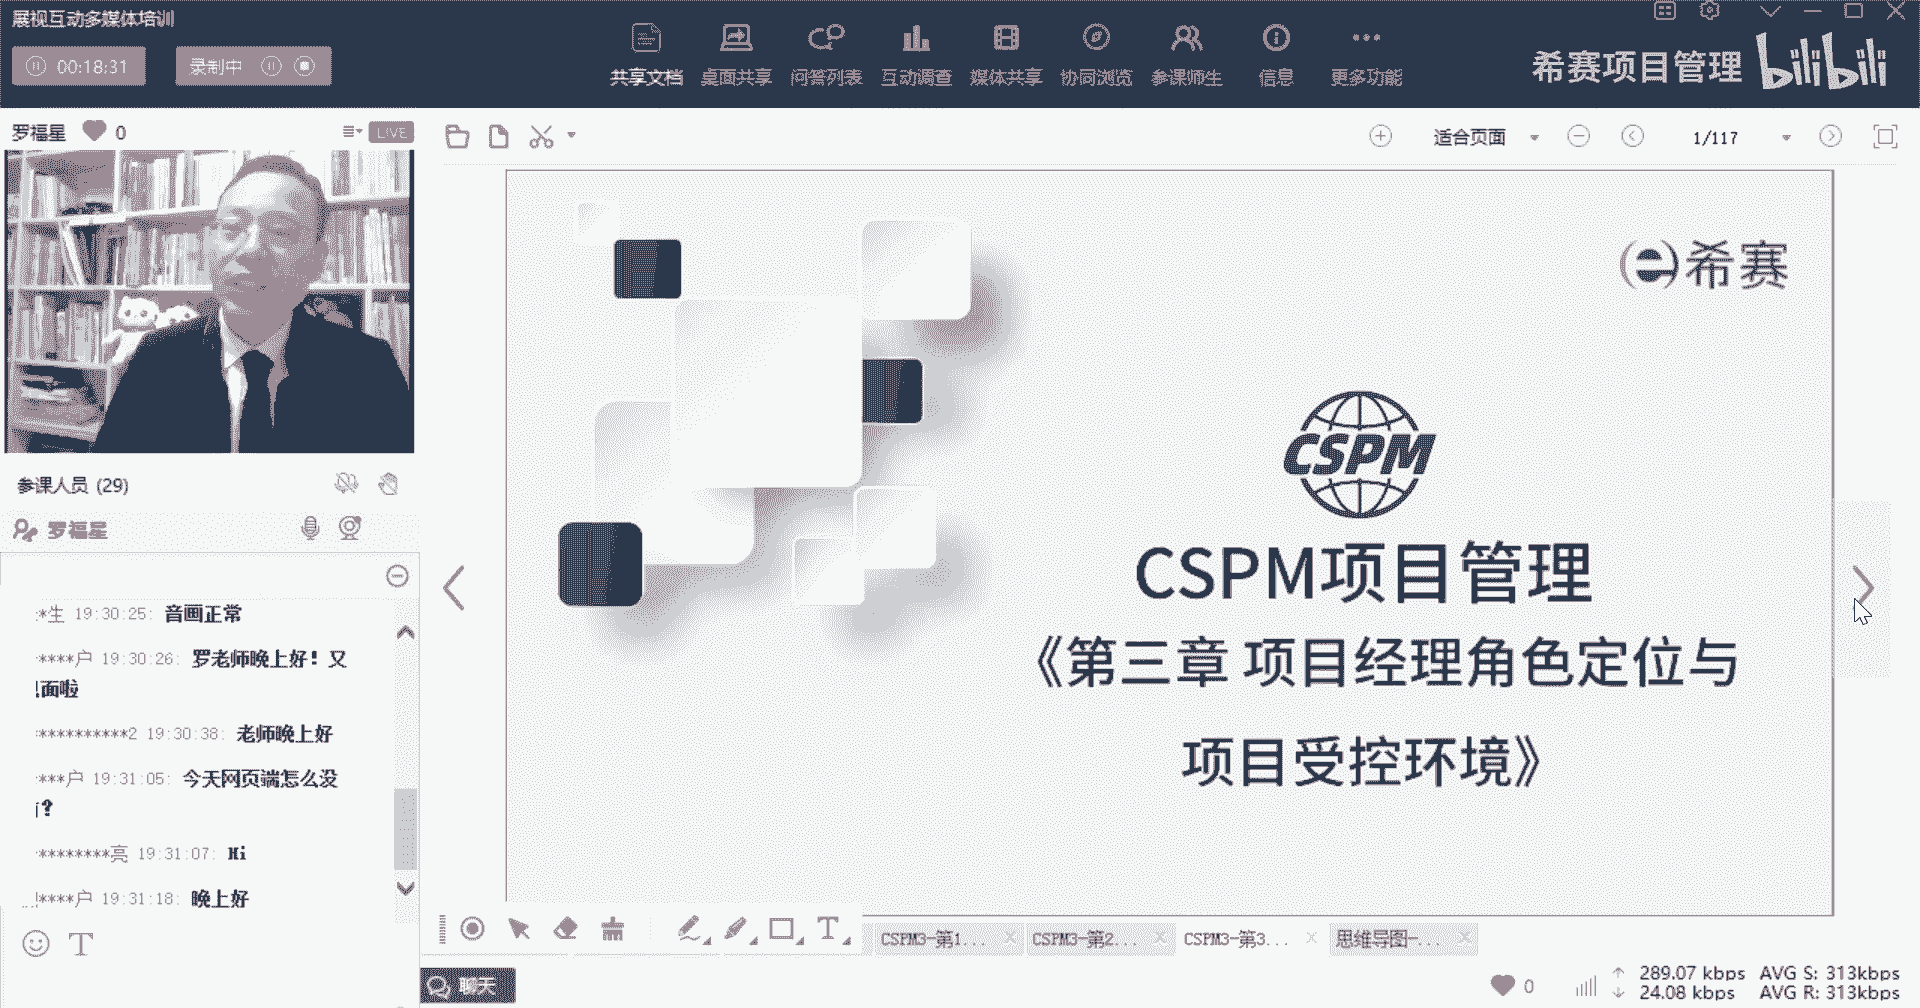 展视互动多媒体培训
00:18:31
录制中
共享文档 桌面共享 问答列表 互动调查 媒体共享 协同浏览 参课师生 信息 更多功能
希赛项目管理 bilibili
罗福星 0
LIVE
适合页面
1/117
希赛
CSPM
CSPM项目管理
《第三章 项目经理角色定位与
项目受控环境》
参课人员 (29)
罗福星
*生 19:30:25: 音画正常
****户 19:30:26: 罗老师晚上好！又
面啦
**********2 19:30:38: 老师晚上好
***户 19:31:05: 今天网页端怎么没
?
********亮 19:31:07: Hi
****户 19:31:18: 晚上好
T
T
CSPM3-第1... CSPM3-第2... CSPM3-第3... 思维导图-...
聊天
0
289.07 kbps AVG S: 313kbps
24.08 kbps AVG R: 313kbps